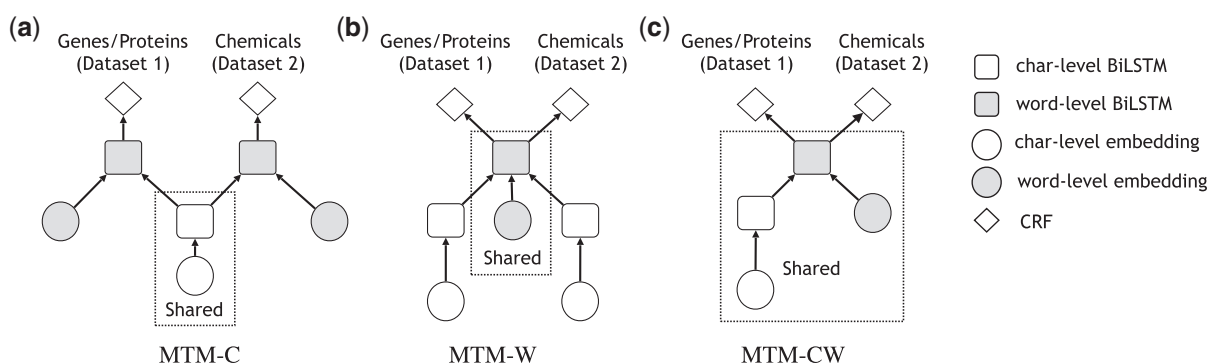 (a)
Genes/Proteins
(Dataset 1)
Chemicals
(Dataset 2)
Shared
MTM-C
(b)
Genes/Proteins
(Dataset 1)
Chemicals
(Dataset 2)
Shared
MTM-W
(c)
Genes/Proteins
(Dataset 1)
Chemicals
(Dataset 2)
Shared
MTM-CW
char-level BiLSTM
word-level BiLSTM
char-level embedding
word-level embedding
CRF